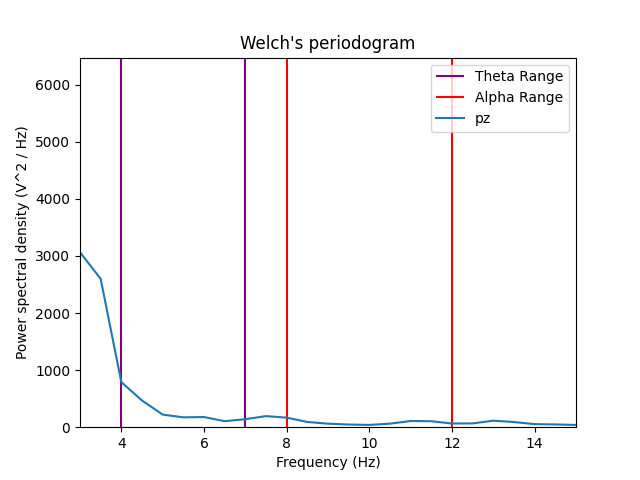 Welch's periodogram
Power spectral density (V^2 / Hz)
6000
5000
4000
3000
2000
1000
0
Theta Range
Alpha Range
pz
4
6
8
10
12
14
Frequency (Hz)